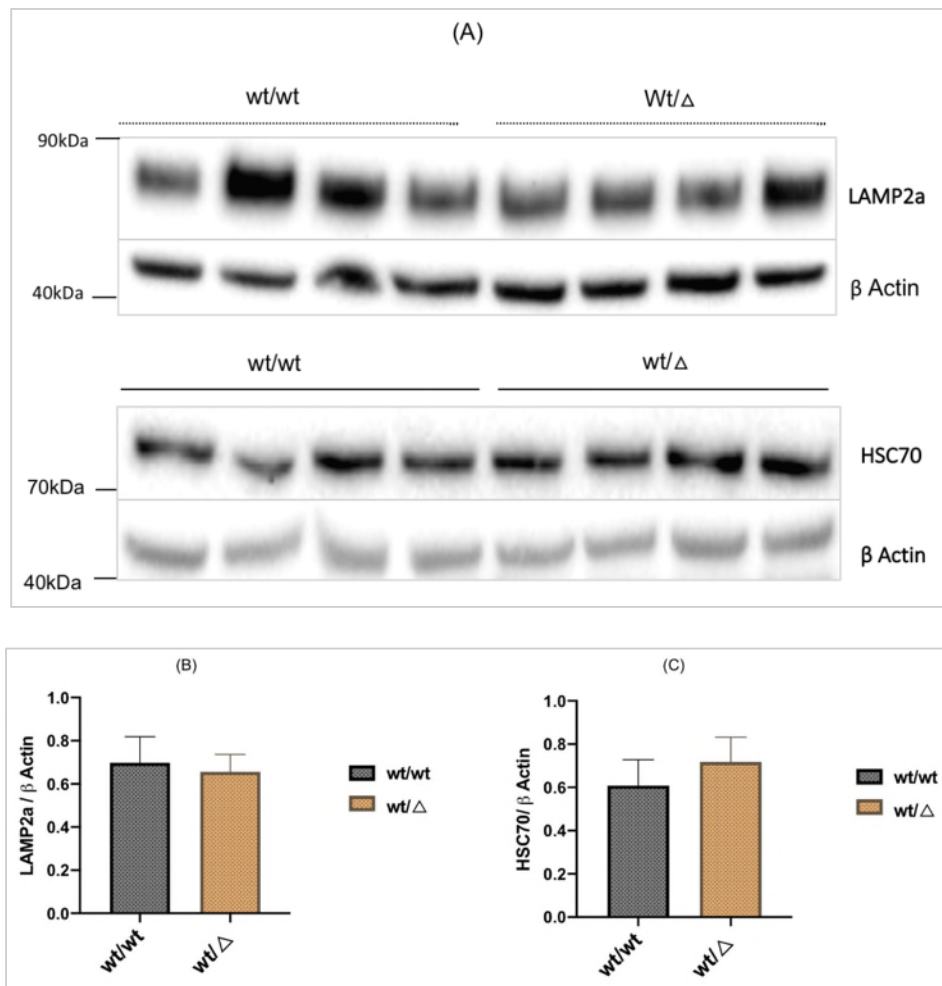 (A)
wt/wt Wt/△
90kDa
LAMP2a
β Actin
40kDa
wt/wt wt/△
HSC70
70kDa
β Actin
40kDa
(B)
1.0
0.8
0.6
0.4
0.2
0.0
LAMP2a / β Actin
wt/wt
wt/△
wt/wt
wt/△
(C)
1.0
0.8
0.6
0.4
0.2
0.0
HSC70/ β Actin
wt/wt
wt/△
wt/wt
wt/△